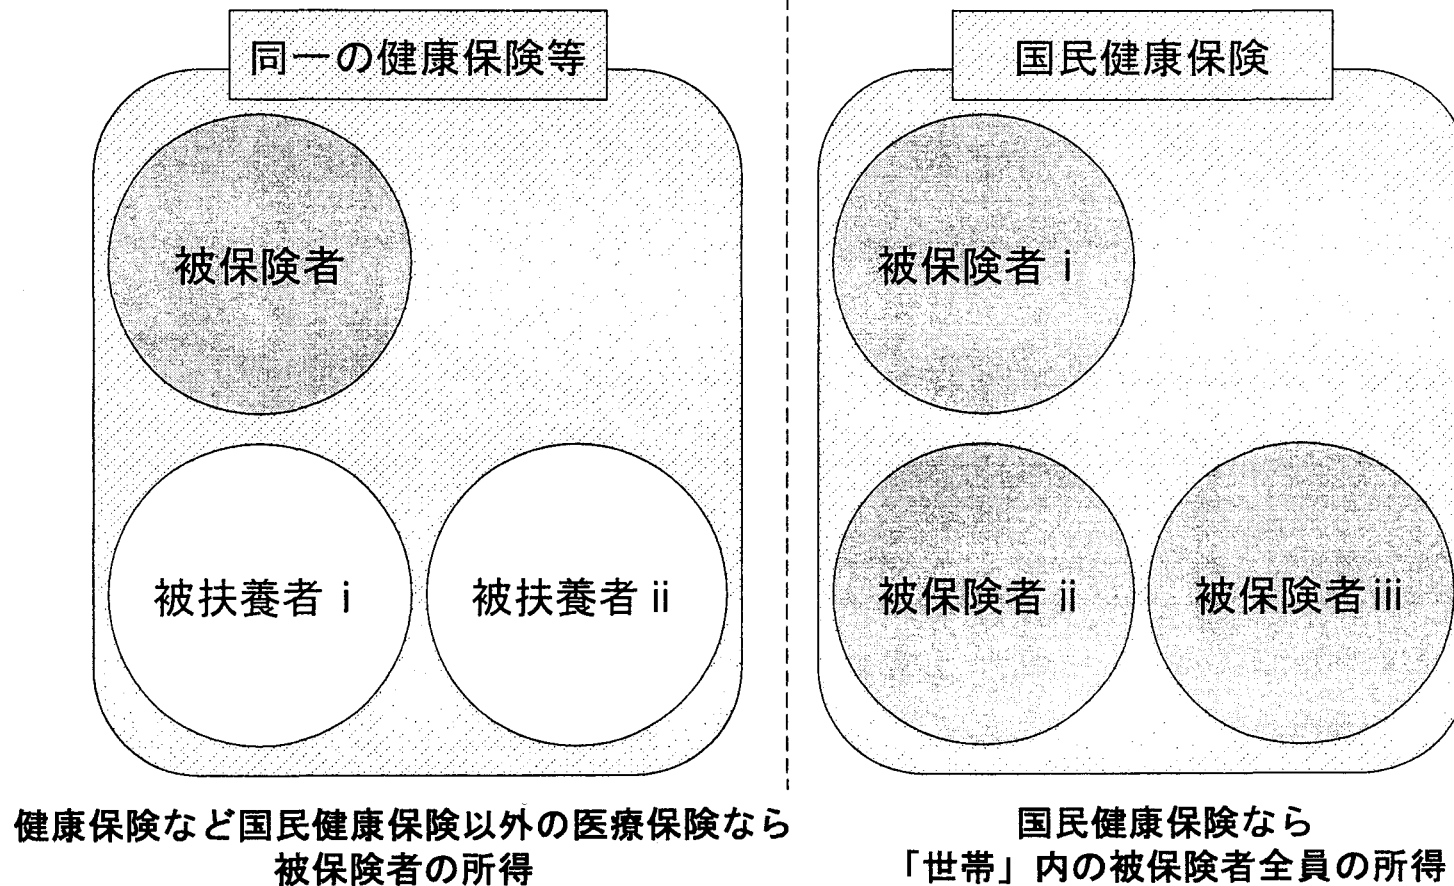 同一の健康保険等
被保険者
被扶養者 i
被扶養者 ii
健康保険など国民健康保険以外の医療保険なら
被保険者の所得
国民健康保険
被保険者 i
被保険者 ii
被保険者 iii
国民健康保険なら
「世帯」内の被保険者全員の所得